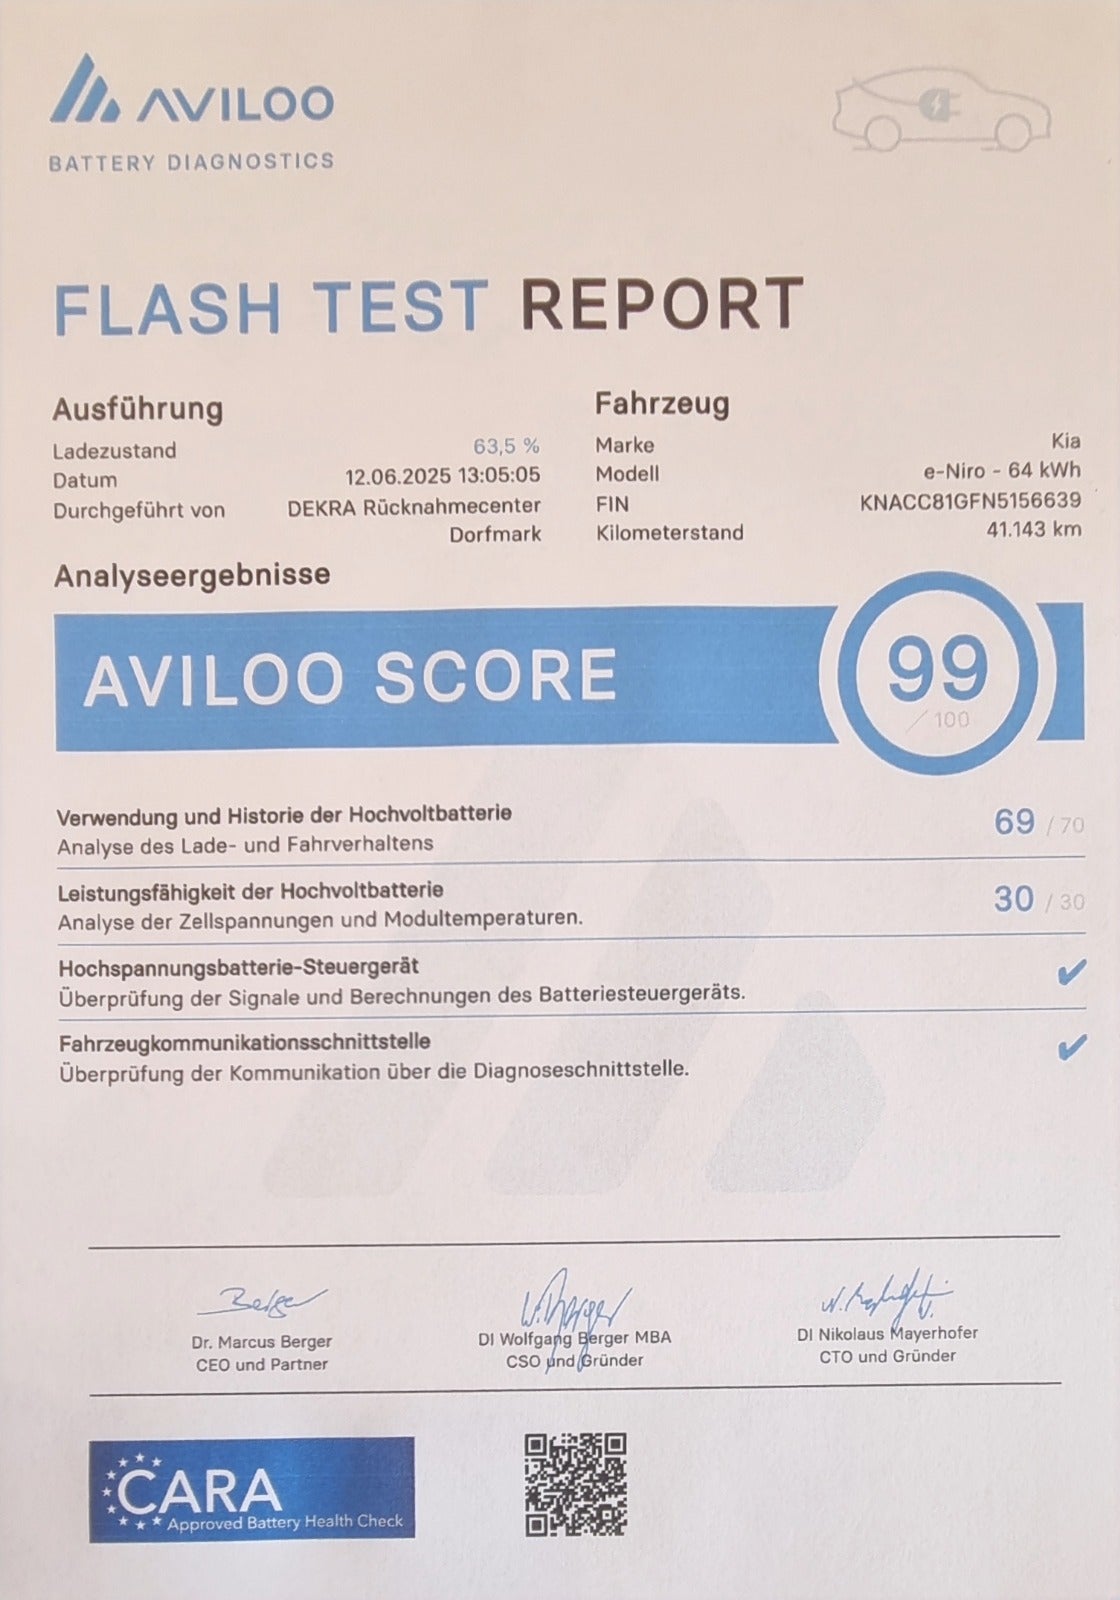 AVILOO
BATTERY DIAGNOSTICS
FLASH TEST REPORT
Ausführung
Ladezustand 63,5 %
Datum 12.06.2025 13:05:05
Durchgeführt von DEKRA Rücknahmecenter
Dorfmark
Fahrzeug
Marke Kia
Modell e-Niro - 64 kWh
FIN KNACC81GFN5156639
Kilometerstand 41.143 km
Analyseergebnisse
AVILOO SCORE 99
/ 100
Verwendung und Historie der Hochvoltbatterie 69 / 70
Analyse des Lade- und Fahrverhaltens
Leistungsfähigkeit der Hochvoltbatterie 30 / 30
Analyse der Zellspannungen und Modultemperaturen.
Hochspannungsbatterie-Steuergerät ✔
Überprüfung der Signale und Berechnungen des Batteriesteuergeräts.
Fahrzeugkommunikationsschnittstelle ✔
Überprüfung der Kommunikation über die Diagnoseschnittstelle.
Berger
Dr. Marcus Berger
CEO und Partner
W. Berger
DI Wolfgang Berger MBA
CSO und Gründer
N. Mayerhofer
DI Nikolaus Mayerhofer
CTO und Gründer
CARA
Approved Battery Health Check